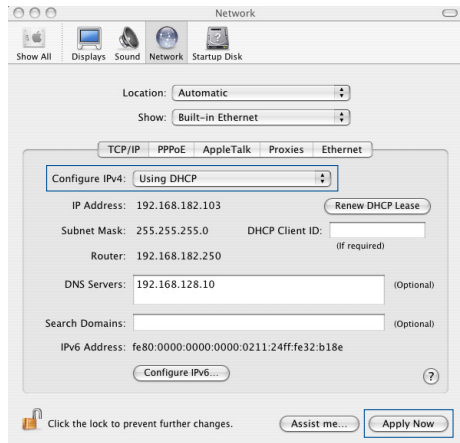 Network
Show All Displays Sound Network Startup Disk
Location: Automatic
Show: Built-in Ethernet
TCP/IP PPPoE AppleTalk Proxies Ethernet
Configure IPv4: Using DHCP
IP Address: 192.168.182.103 Renew DHCP Lease
Subnet Mask: 255.255.255.0 DHCP Client ID:
(If required)
Router: 192.168.182.250
DNS Servers: 192.168.128.10 (Optional)
Search Domains: (Optional)
IPv6 Address: fe80:0000:0000:0000:0211:24ff:fe32:b18e
Configure IPv6...
?
Click the lock to prevent further changes. Assist me... Apply Now